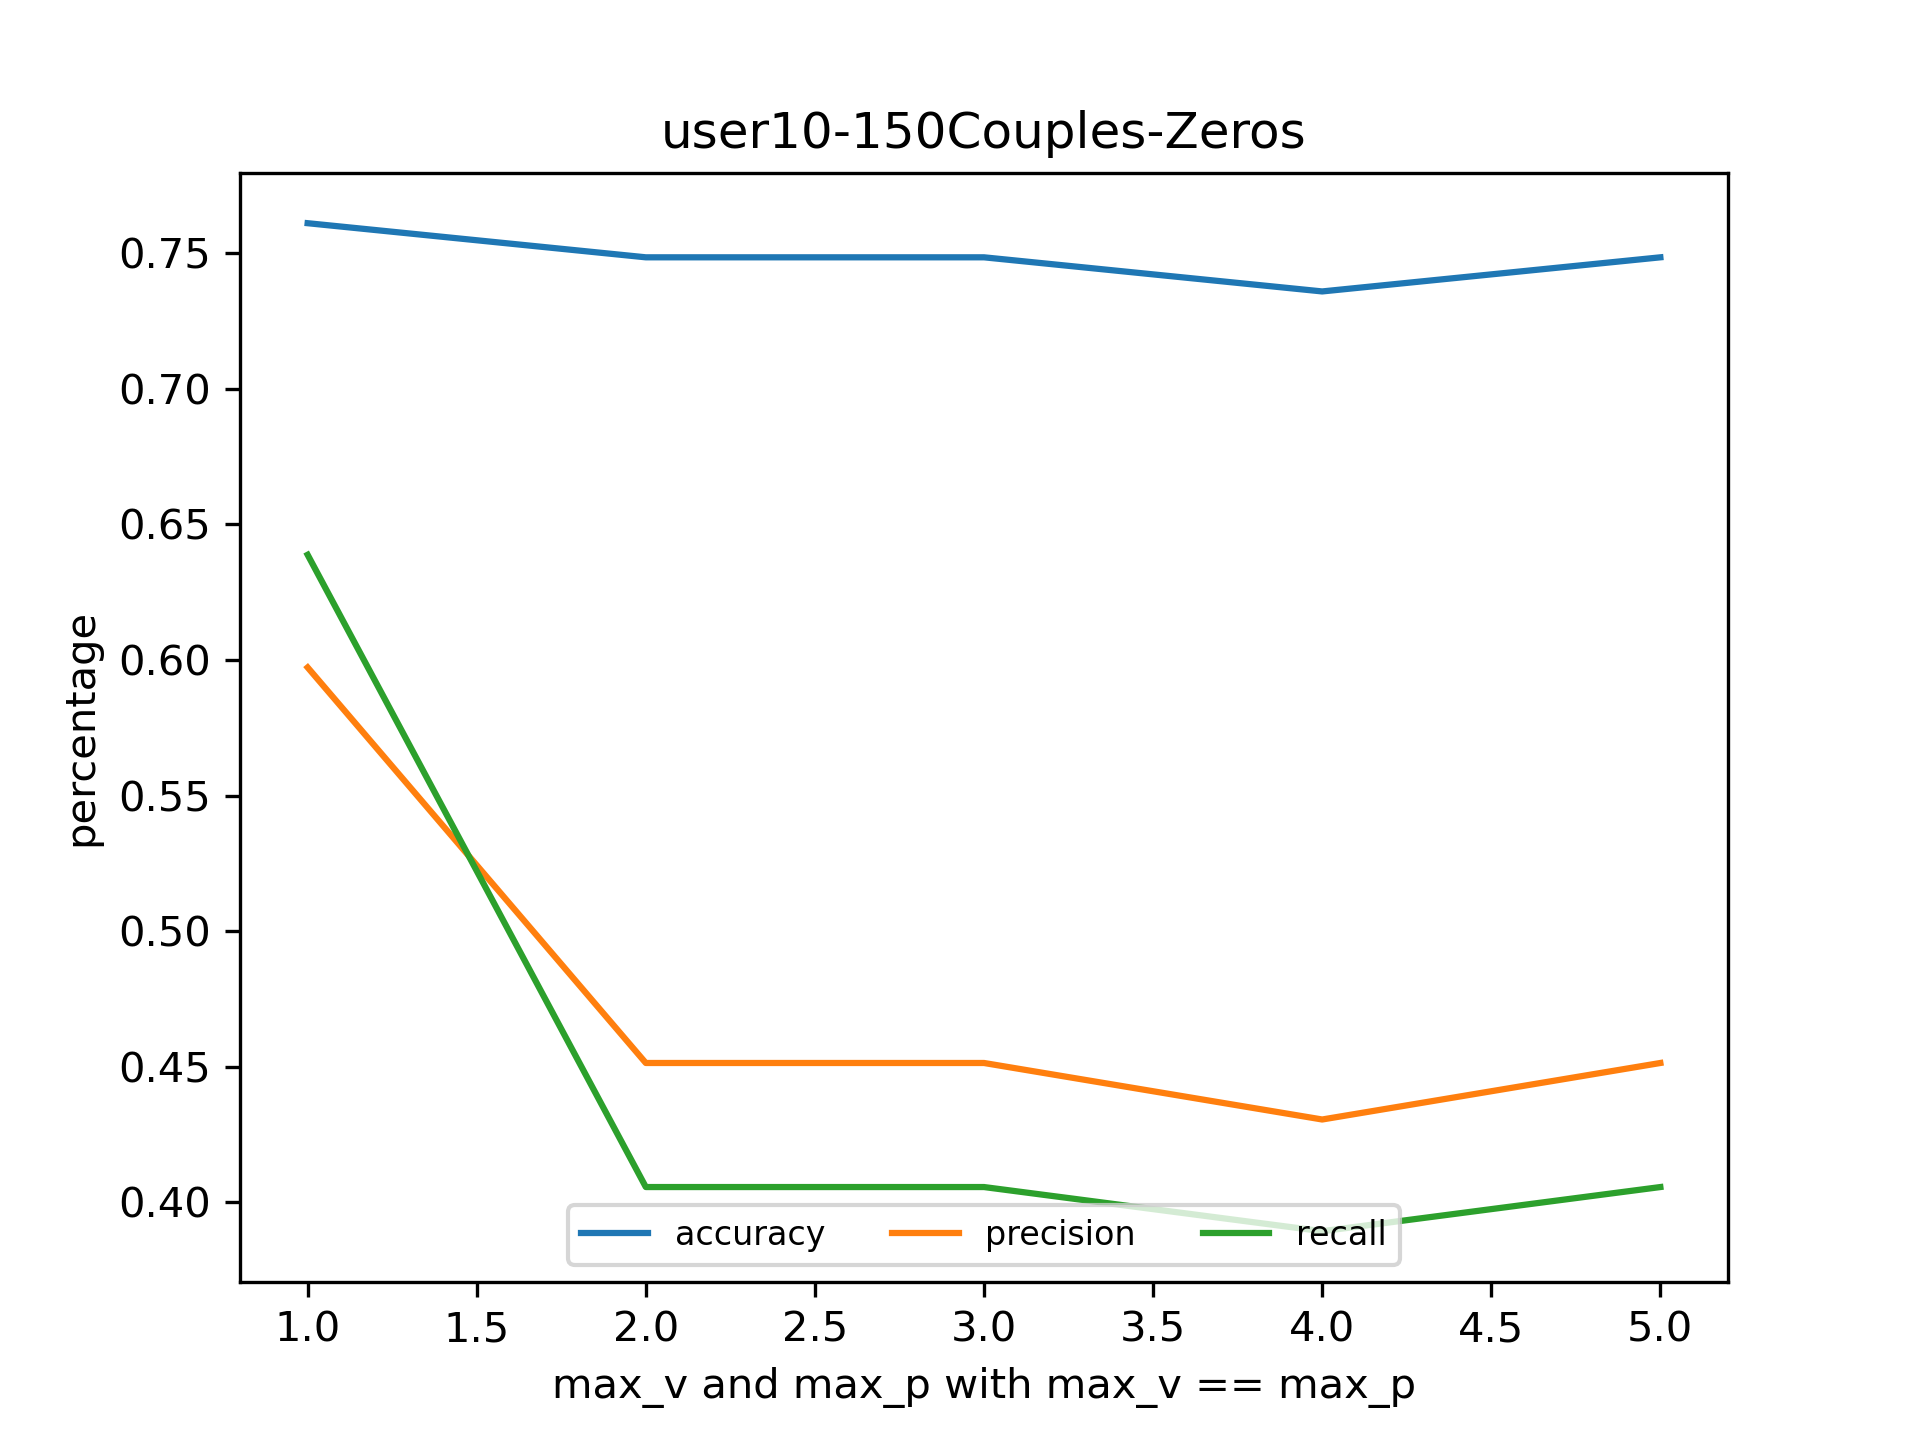 user10-150Couples-Zeros
percentage
0.75
0.70
0.65
0.60
0.55
0.50
0.45
0.40
accuracy precision recall
1.0 1.5 2.0 2.5 3.0 3.5 4.0 4.5 5.0
max_v and max_p with max_v == max_p